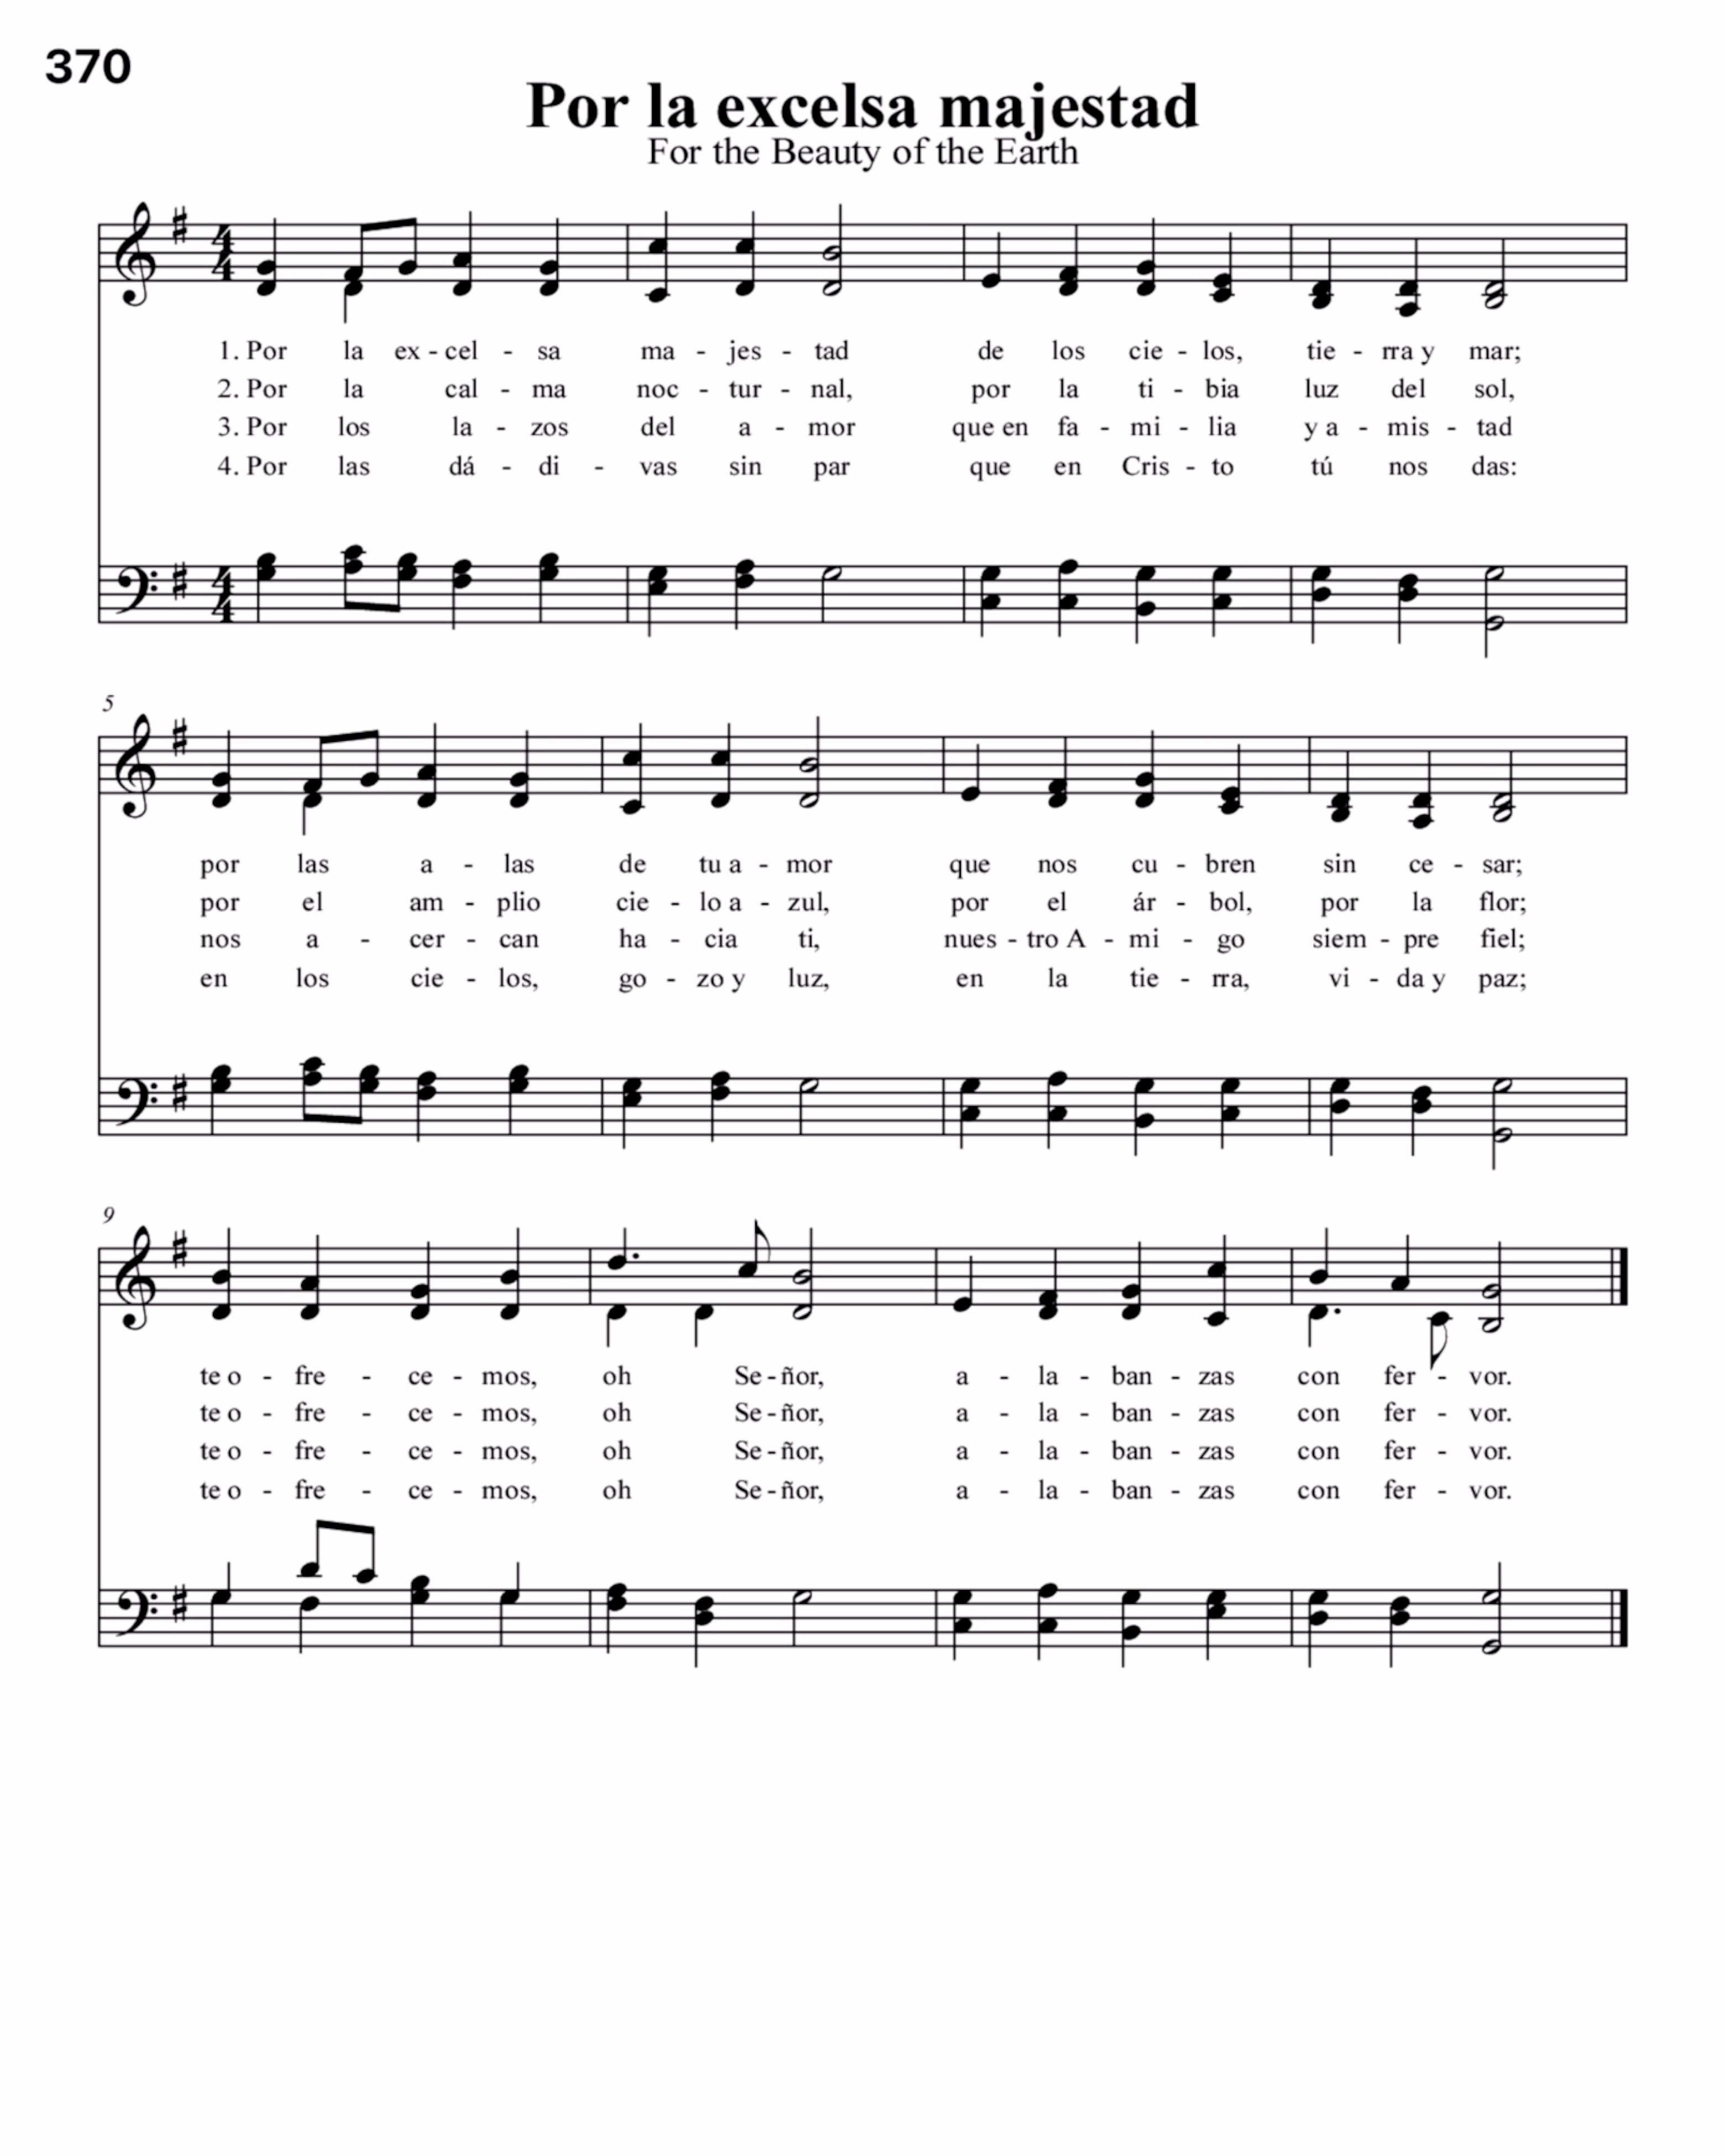 370
Por la excelsa majestad
For the Beauty of the Earth
4 4
1. Por la ex - cel - sa ma - jes - tad de los cie - los, tie - rra y mar;
2. Por la cal - ma noc - tur - nal, por la ti - bia luz del sol,
3. Por los la - zos del a - mor que en fa - mi - lia y a - mis - tad
4. Por las dá - di - vas sin par que en Cris - to tú nos das:
4 4
5
por las a - las de tu a - mor que nos cu - bren sin ce - sar;
por el am - plio cie - lo a - zul, por el ár - bol, por la flor;
nos a - cer - can ha - cia ti, nues - tro A - mi - go siem - pre fiel;
en los cie - los, go - zo y luz, en la tie - rra, vi - da y paz;
9
te o - fre - ce - mos, oh Se - ñor, a - la - ban - zas con fer - vor.
te o - fre - ce - mos, oh Se - ñor, a - la - ban - zas con fer - vor.
te o - fre - ce - mos, oh Se - ñor, a - la - ban - zas con fer - vor.
te o - fre - ce - mos, oh Se - ñor, a - la - ban - zas con fer - vor.